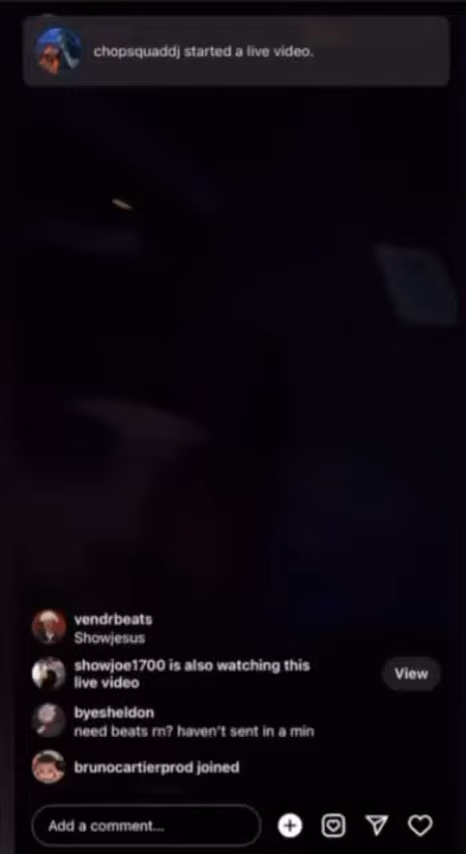 chopsquaddj started a live video.
vendrbeats
Showjesus
showjoe1700 is also watching this
live video
View
byesheldon
need beats rn? haven't sent in a min
brunocartierprod joined
Add a comment...